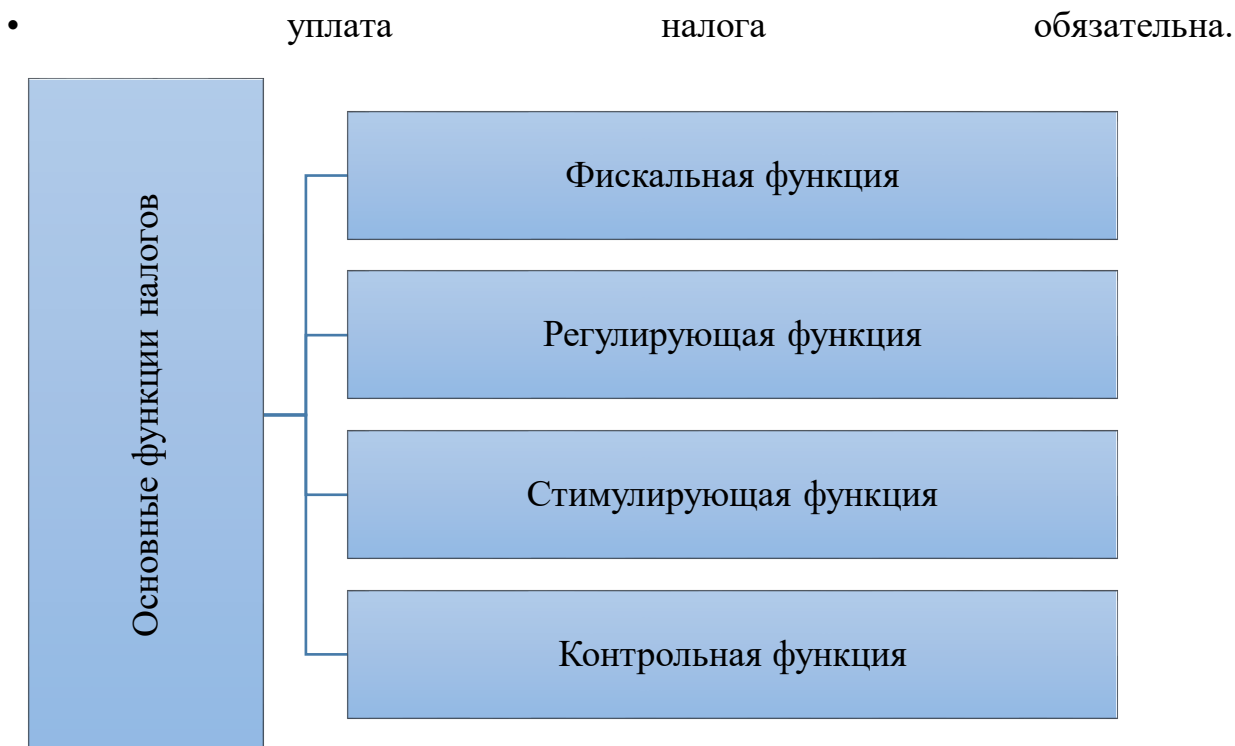 • уплата налога обязательна.
Основные функции налогов
Фискальная функция
Регулирующая функция
Стимулирующая функция
Контрольная функция